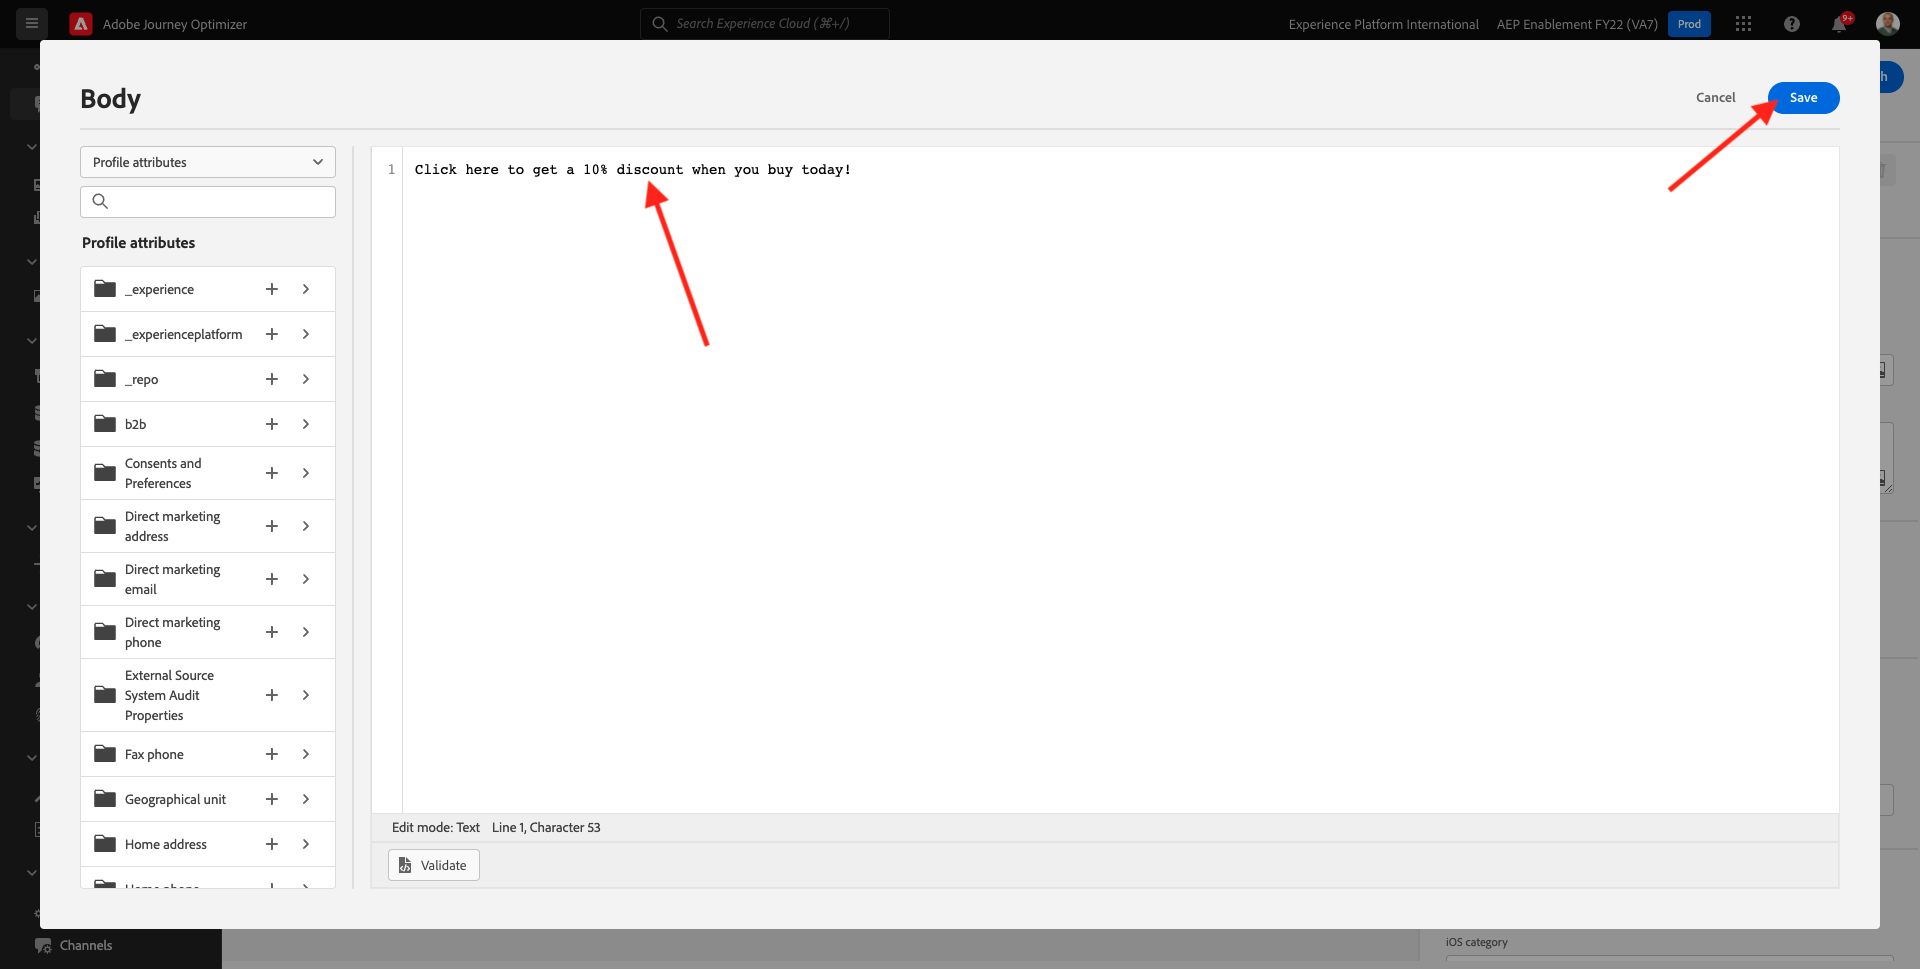 Adobe Journey Optimizer
Search Experience Cloud (⌘+/)
Experience Platform International
AEP Enablement FY22 (VA7)
Prod
9+
Body
Cancel
Save
Profile attributes
1
Click here to get a 10% discount when you buy today!
Profile attributes
_experience
_experienceplatform
_repo
b2b
Consents and
Preferences
Direct marketing
address
Direct marketing
email
Direct marketing
phone
External Source
System Audit
Properties
Fax phone
Geographical unit
Home address
Home phone
Edit mode: Text Line 1, Character 53
Validate
Channels
iOS category